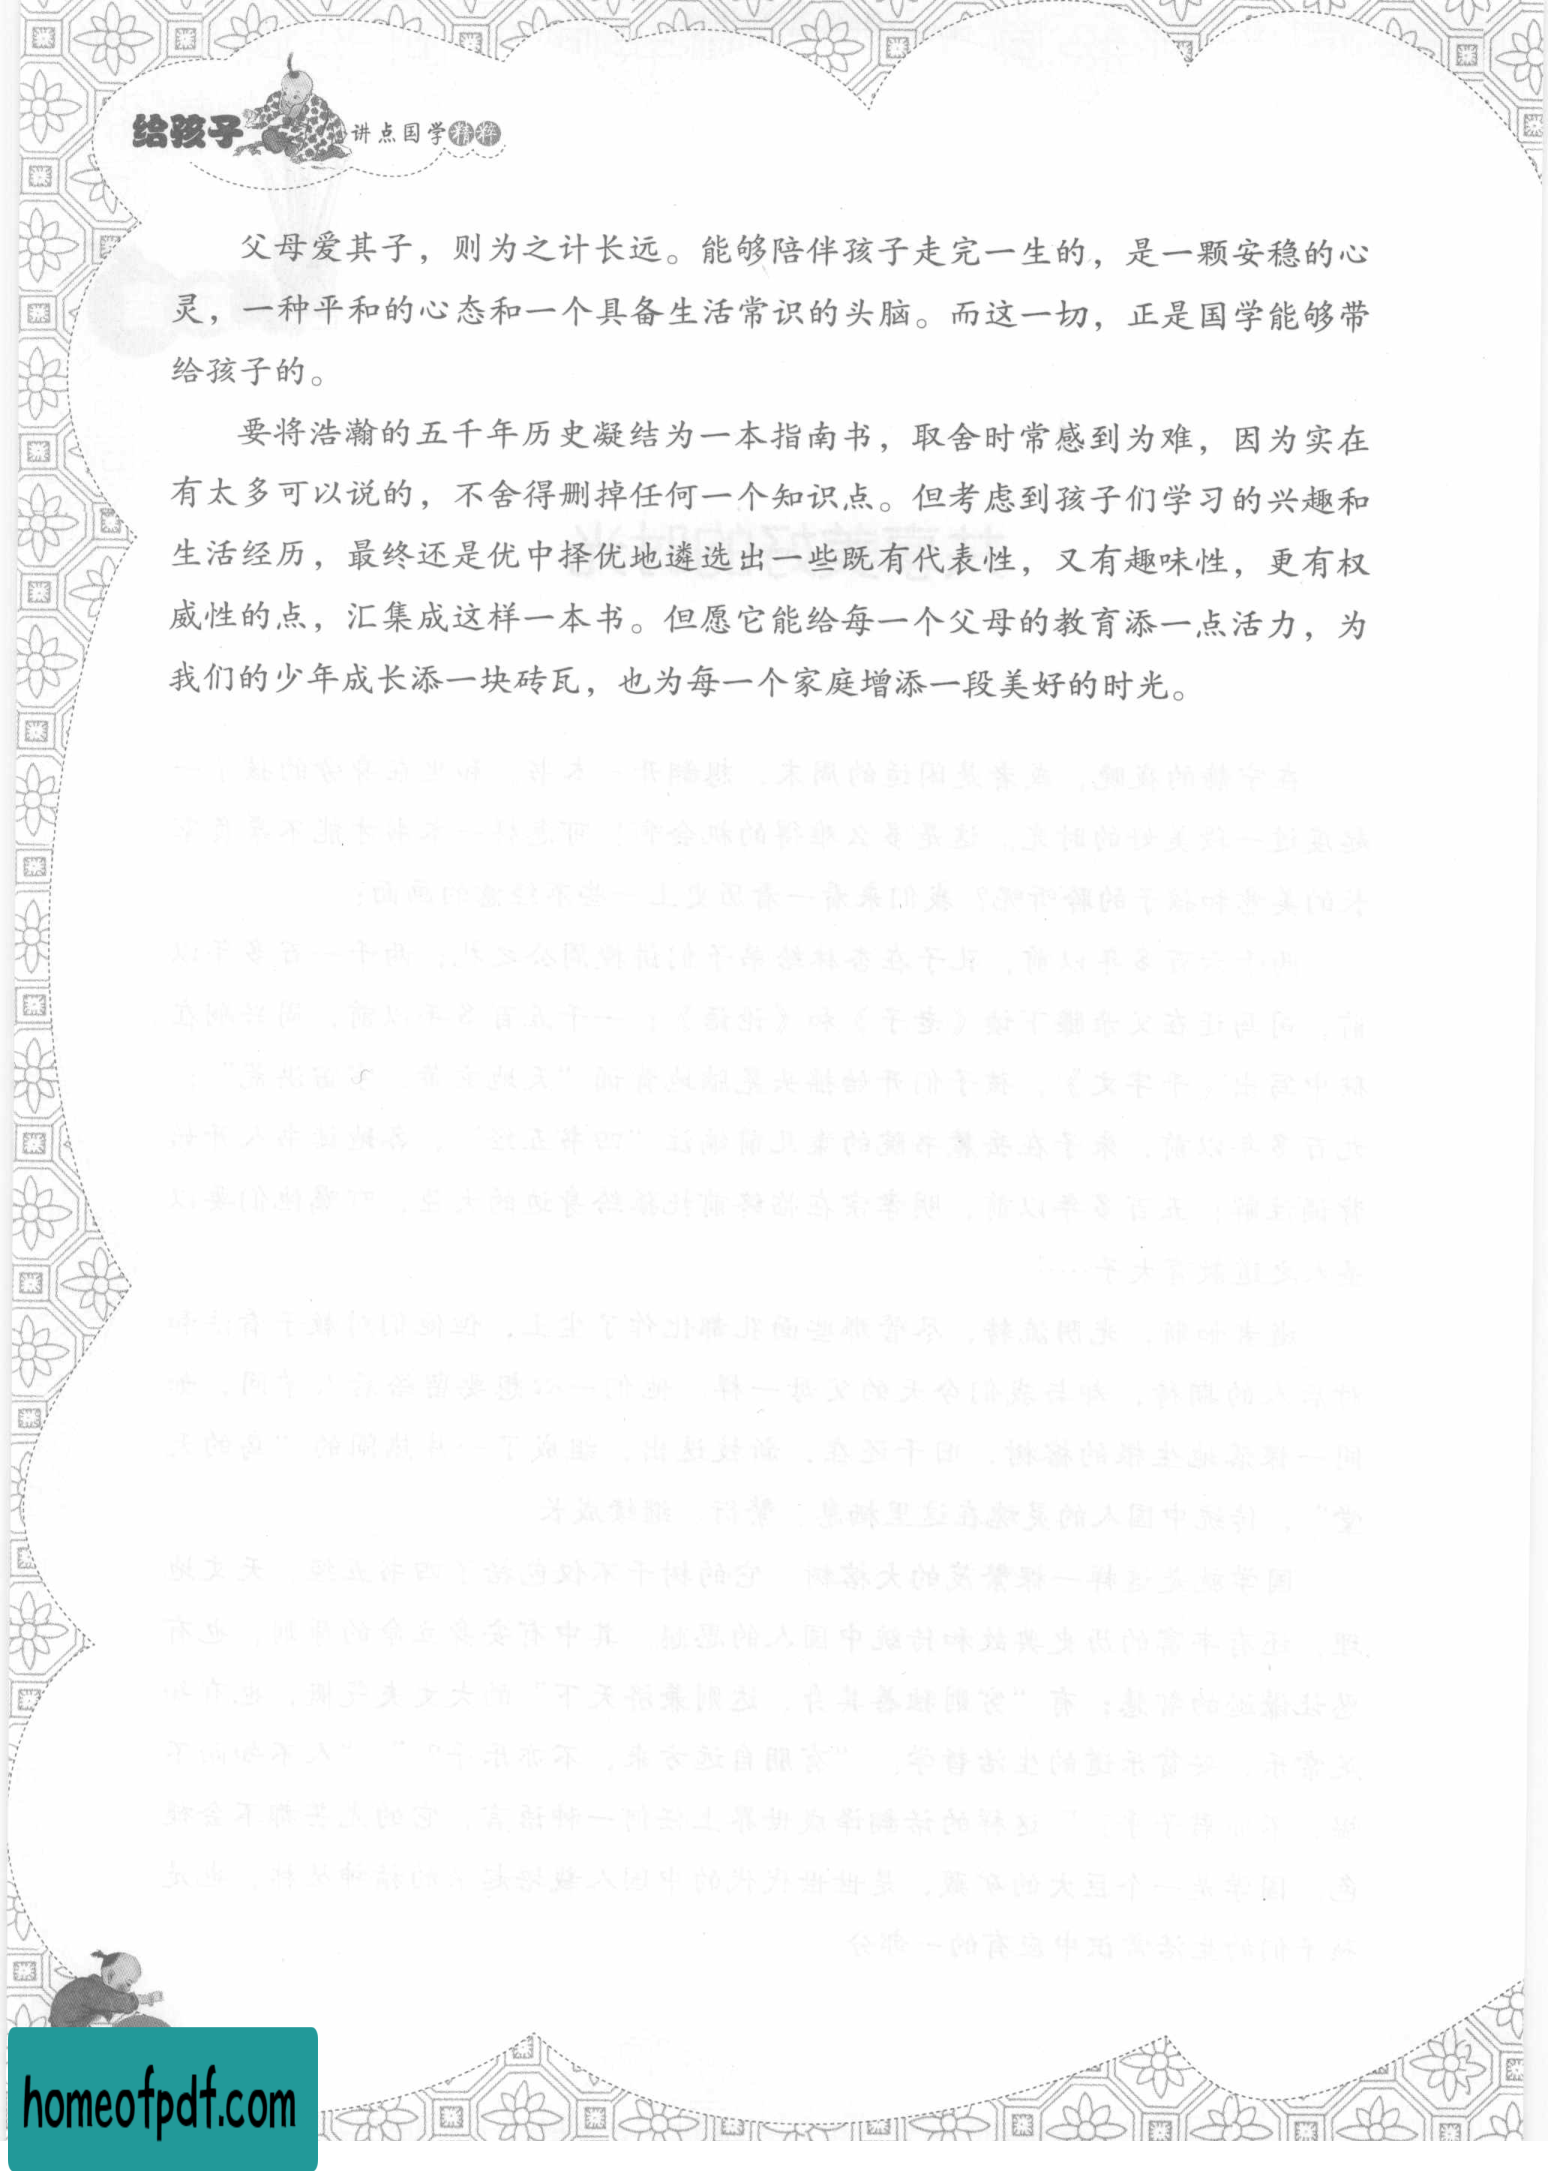 给孩子讲点国学精粹
父母爱其子，则为之计长远。能够陪伴孩子走完一生的，是一颗安稳的心
灵，一种平和的心态和一个具备生活常识的头脑。而这一切，正是国学能够带
给孩子的。
要将浩瀚的五千年历史凝结为一本指南书，取舍时常感到为难，因为实在
有太多可以说的，不舍得删掉任何一个知识点。但考虑到孩子们学习的兴趣和
生活经历，最终还是优中择优地遴选出一些既有代表性，又有趣味性，更有权
威性的点，汇集成这样一本书。但愿它能给每一个父母的教育添一点活力，为
我们的少年成长添一块砖瓦，也为每一个家庭增添一段美好的时光。
homeofpdf.com